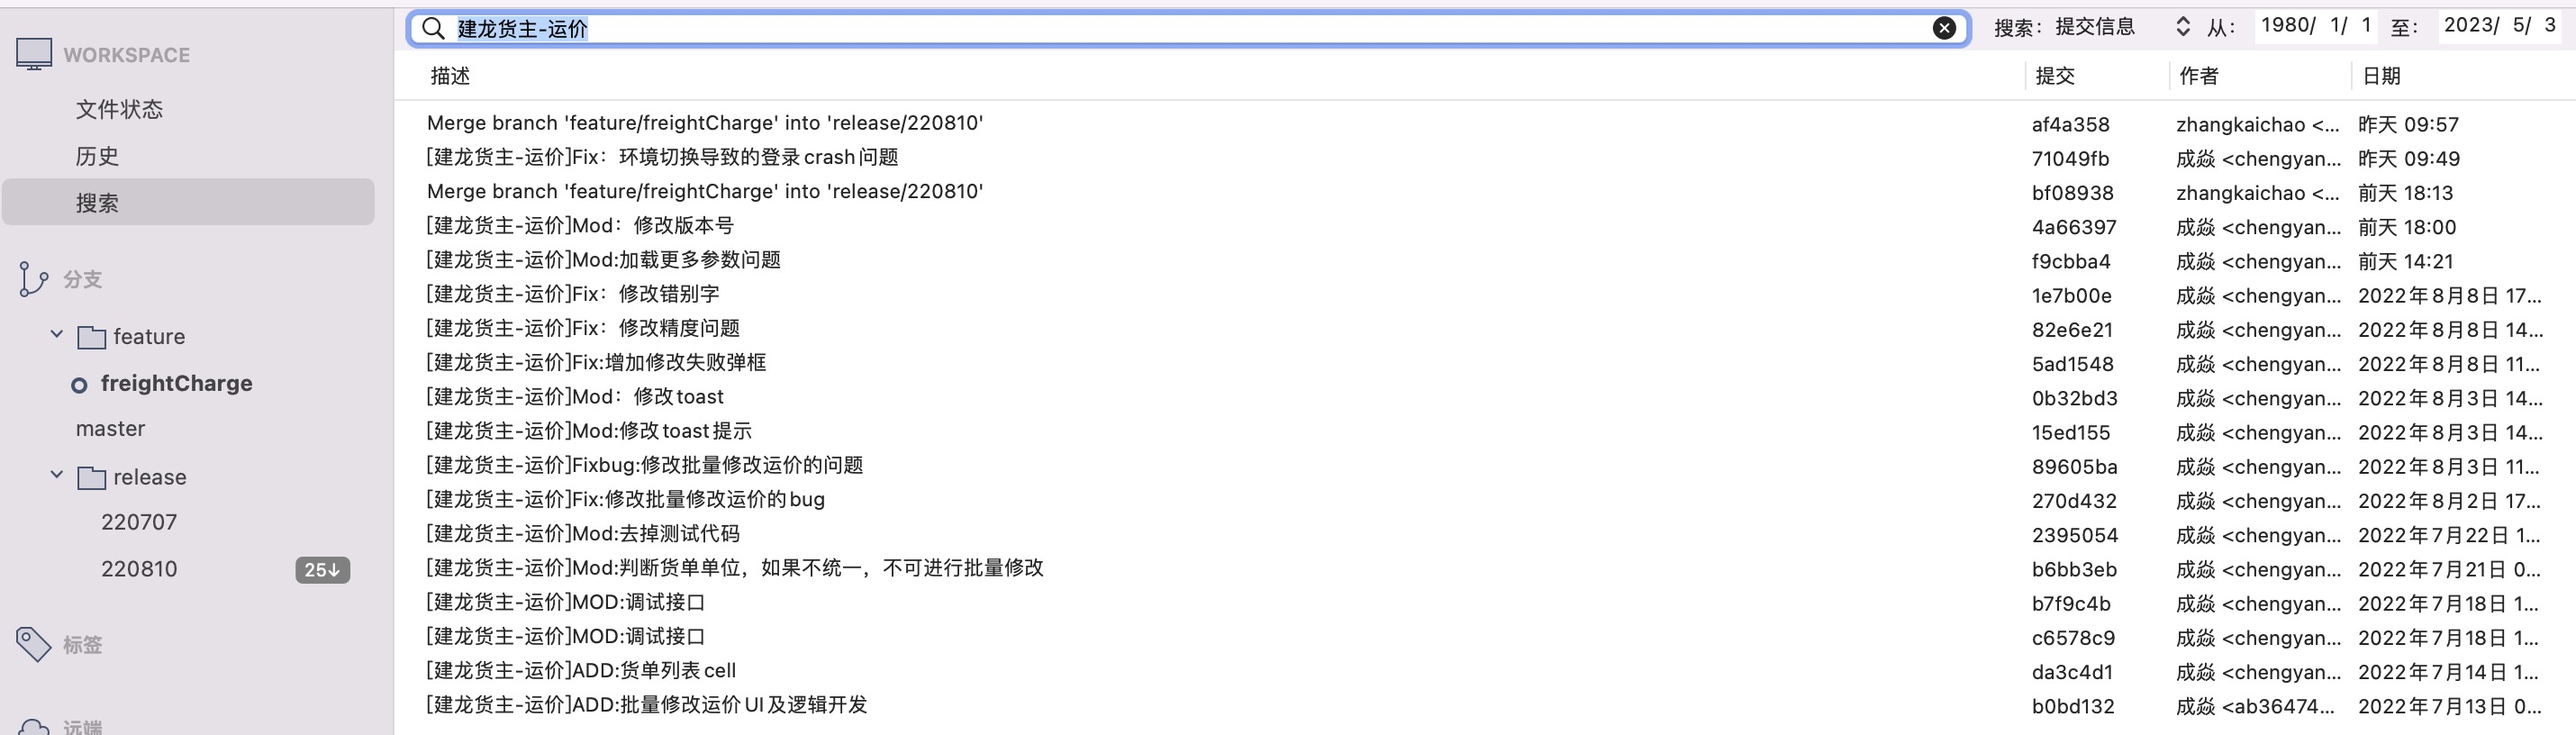 建龙货主-运价 搜索：提交信息 从： 1980/ 1/ 1 至： 2023/ 5/ 3
WORKSPACE
文件状态
历史
搜索
分支
feature
freightCharge
master
release
220707
220810 25↓
标签
远端
描述 提交 作者 日期
Merge branch 'feature/freightCharge' into 'release/220810' af4a358 zhangkaichao <... 昨天 09:57
[建龙货主-运价]Fix：环境切换导致的登录crash问题 71049fb 成焱 <chengyan... 昨天 09:49
Merge branch 'feature/freightCharge' into 'release/220810' bf08938 zhangkaichao <... 前天 18:13
[建龙货主-运价]Mod：修改版本号 4a66397 成焱 <chengyan... 前天 18:00
[建龙货主-运价]Mod:加载更多参数问题 f9cbba4 成焱 <chengyan... 前天 14:21
[建龙货主-运价]Fix：修改错别字 1e7b00e 成焱 <chengyan... 2022年8月8日 17...
[建龙货主-运价]Fix：修改精度问题 82e6e21 成焱 <chengyan... 2022年8月8日 14...
[建龙货主-运价]Fix:增加修改失败弹框 5ad1548 成焱 <chengyan... 2022年8月8日 11...
[建龙货主-运价]Mod：修改toast 0b32bd3 成焱 <chengyan... 2022年8月3日 14...
[建龙货主-运价]Mod:修改toast提示 15ed155 成焱 <chengyan... 2022年8月3日 14...
[建龙货主-运价]Fixbug:修改批量修改运价的问题 89605ba 成焱 <chengyan... 2022年8月3日 11...
[建龙货主-运价]Fix:修改批量修改运价的bug 270d432 成焱 <chengyan... 2022年8月2日 17...
[建龙货主-运价]Mod:去掉测试代码 2395054 成焱 <chengyan... 2022年7月22日 1...
[建龙货主-运价]Mod:判断货单单位，如果不统一，不可进行批量修改 b6bb3eb 成焱 <chengyan... 2022年7月21日 0...
[建龙货主-运价]MOD:调试接口 b7f9c4b 成焱 <chengyan... 2022年7月18日 1...
[建龙货主-运价]MOD:调试接口 c6578c9 成焱 <chengyan... 2022年7月18日 1...
[建龙货主-运价]ADD:货单列表cell da3c4d1 成焱 <chengyan... 2022年7月14日 1...
[建龙货主-运价]ADD:批量修改运价UI及逻辑开发 b0bd132 成焱 <ab36474... 2022年7月13日 0...